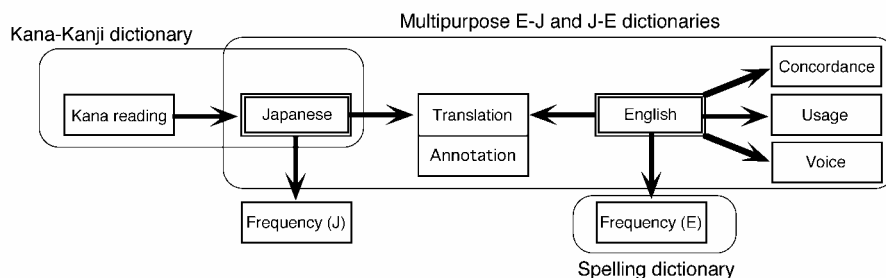 Multipurpose E-J and J-E dictionaries
Kana-Kanji dictionary
Concordance
Kana reading
Japanese
Translation
English
Usage
Annotation
Voice
Frequency (J)
Frequency (E)
Spelling dictionary